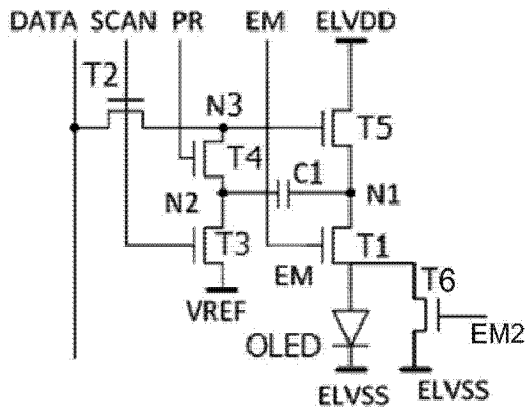 DATA SCAN PR EM ELVDD
T2
N3
T5
T4
C1
N2
N1
T3
T1
EM
T6
VREF
OLED
EM2
ELVSS
ELVSS